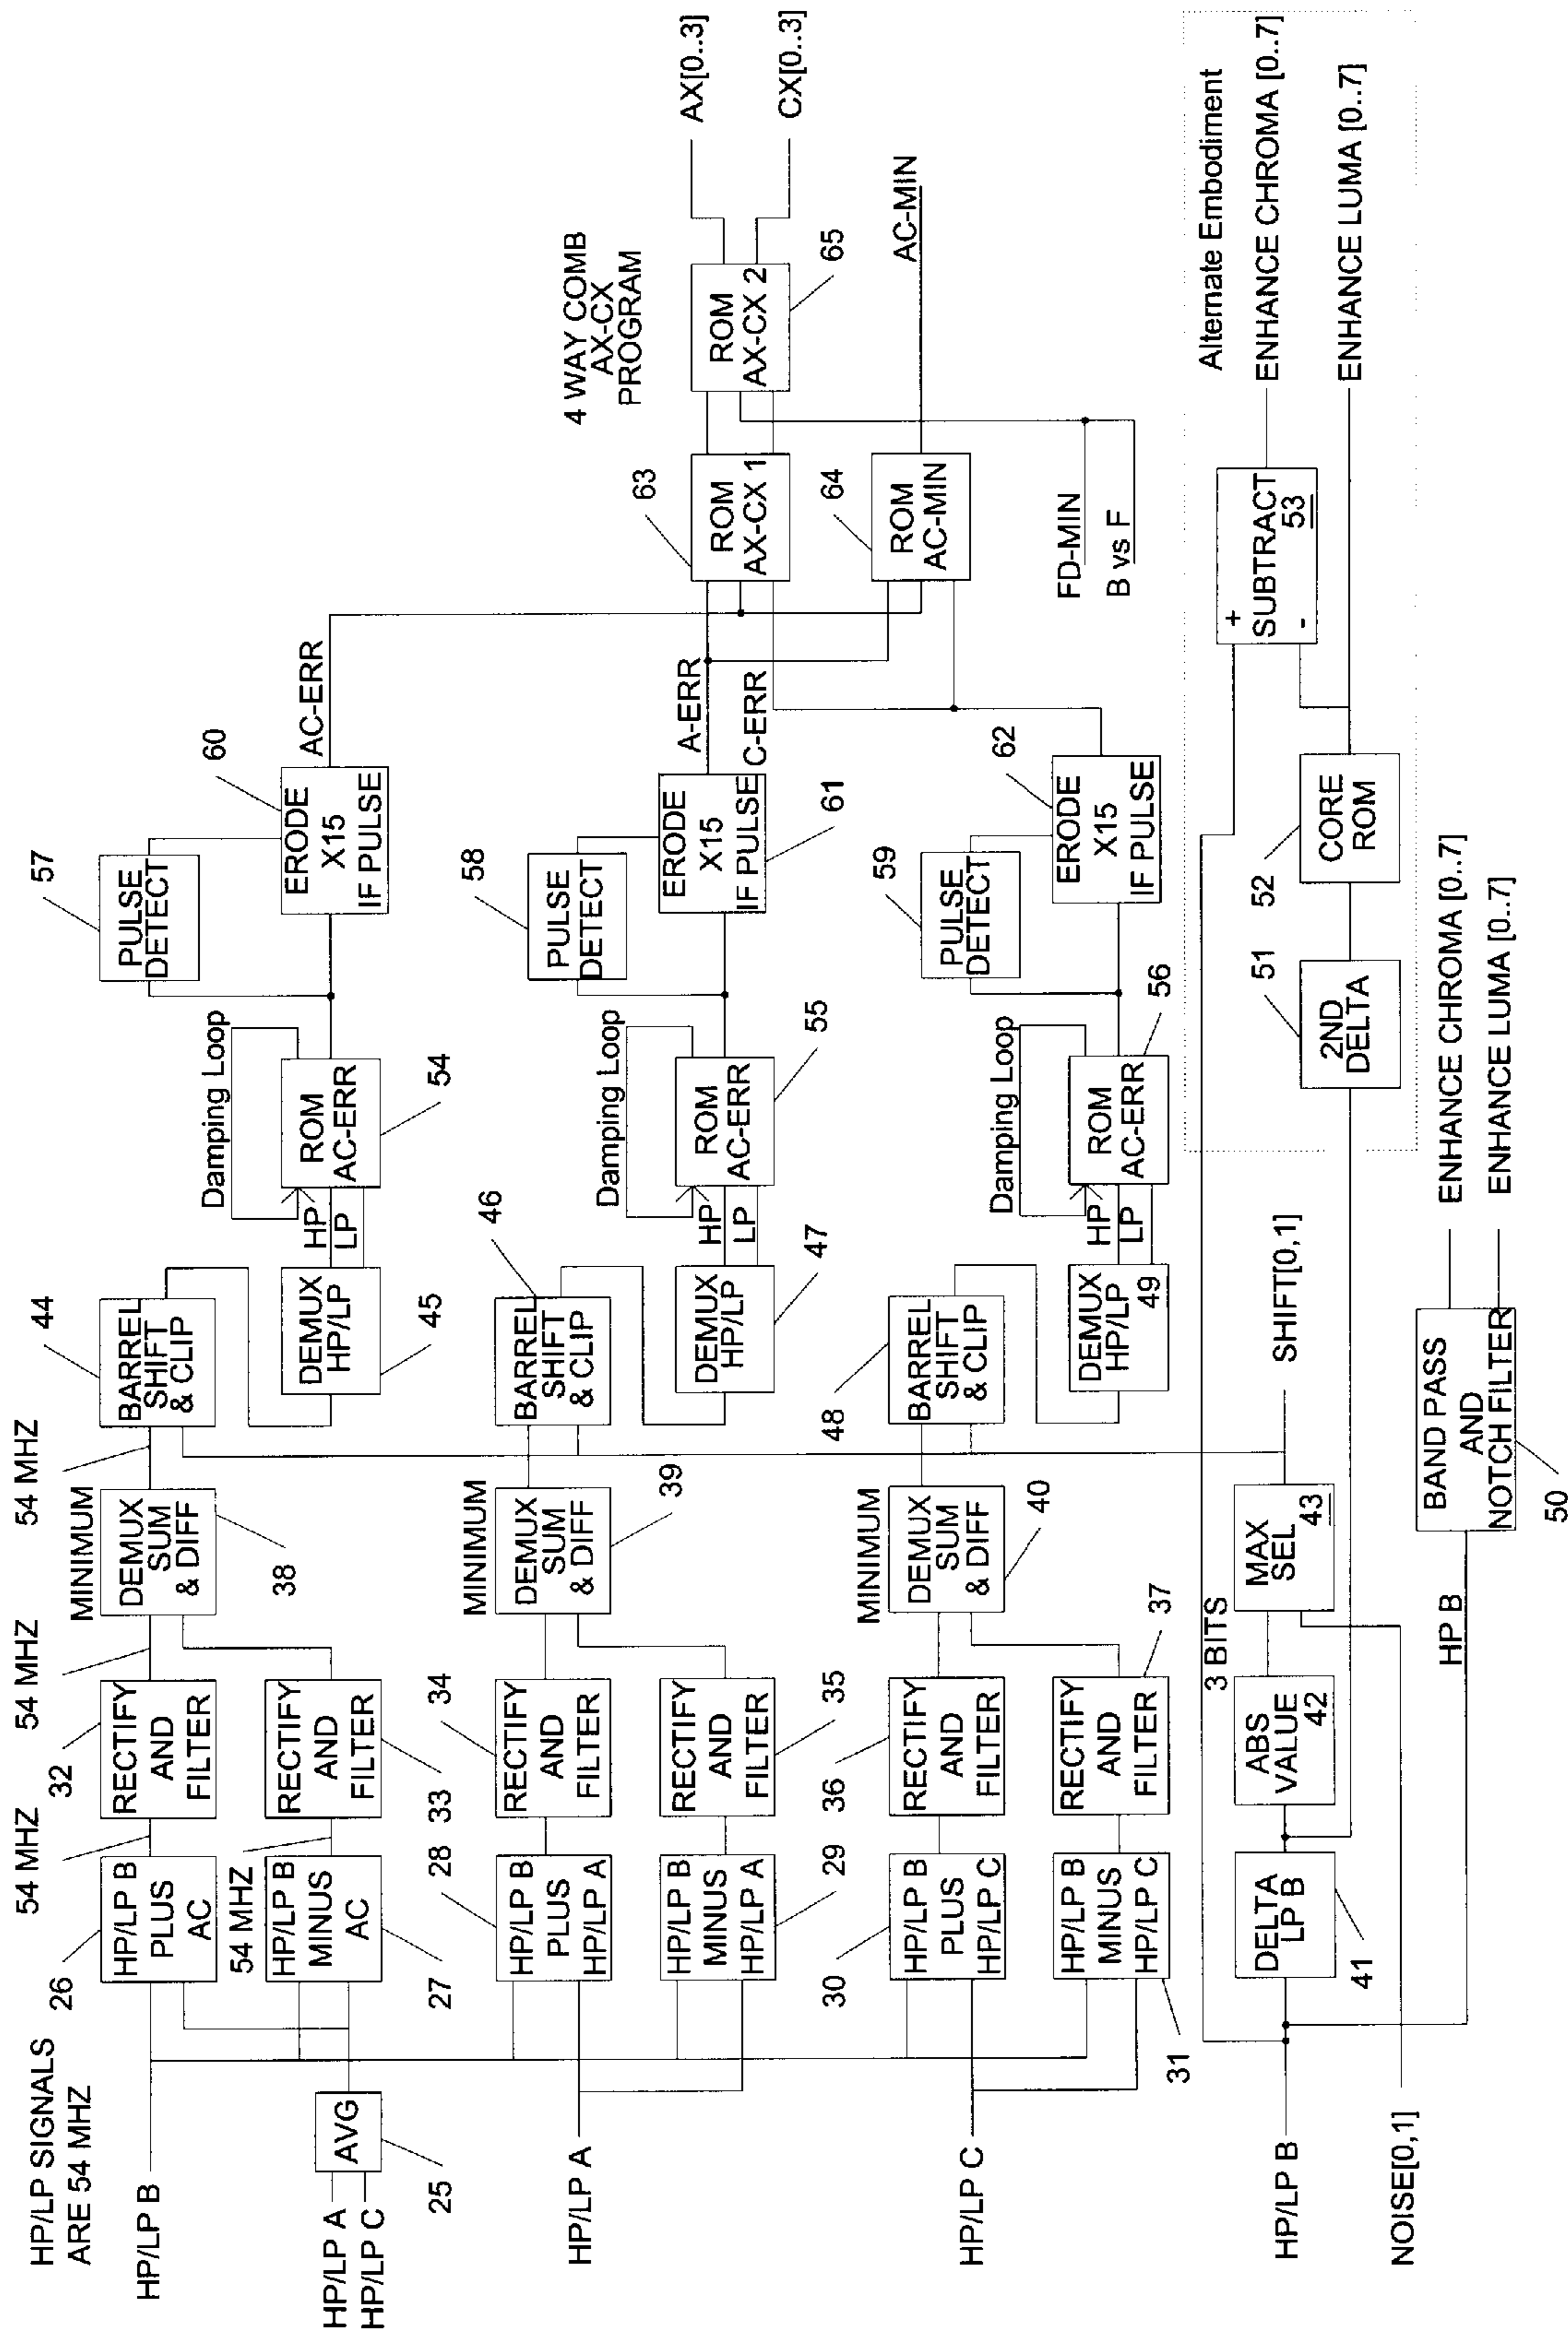 HP/LP SIGNALS
ARE 54 MHZ
HP/LP B
HP/LP A
HP/LP C
AVG
25
HP/LP A
HP/LP C
HP/LP B
NOISE[0,1]
26
HP/LP B
PLUS
AC
54 MHZ
HP/LP B
MINUS
AC
27
28
HP/LP B
PLUS
HP/LP A
HP/LP B
MINUS
HP/LP A
29
30
HP/LP B
PLUS
HP/LP C
HP/LP B
MINUS
HP/LP C
31
DELTA
LP B
41
54 MHZ
32
RECTIFY
AND
FILTER
RECTIFY
AND
FILTER
33
34
RECTIFY
AND
FILTER
RECTIFY
AND
FILTER
35
36
RECTIFY
AND
FILTER
RECTIFY
AND
FILTER
37
3 BITS
ABS
VALUE
42
HP B
54 MHZ
MINIMUM
DEMUX
SUM
& DIFF
38
MINIMUM
DEMUX
SUM
& DIFF
39
MINIMUM
DEMUX
SUM
& DIFF
40
MAX
SEL
43
BAND PASS
AND
NOTCH FILTER
50
54 MHZ
44
BARREL
SHIFT
& CLIP
DEMUX
HP/LP
45
46
BARREL
SHIFT
& CLIP
DEMUX
HP/LP
47
48
BARREL
SHIFT
& CLIP
DEMUX
HP/LP
49
SHIFT[0,1]
ENHANCE CHROMA [0..7]
ENHANCE LUMA [0..7]
Damping Loop
HP
LP
ROM
AC-ERR
54
Damping Loop
HP
LP
ROM
AC-ERR
55
Damping Loop
HP
LP
ROM
AC-ERR
56
57
PULSE
DETECT
60
ERODE
X15
IF PULSE
AC-ERR
58
PULSE
DETECT
ERODE
X15
IF PULSE
61
A-ERR
C-ERR
59
PULSE
DETECT
62
ERODE
X15
IF PULSE
51
2ND
DELTA
52
CORE
ROM
+
SUBTRACT
53
-
63
ROM
AX-CX 1
64
ROM
AC-MIN
FD-MIN
B vs F
4 WAY COMB
AX-CX
PROGRAM
ROM
AX-CX 2
65
AC-MIN
AX[0..3]
CX[0..3]
Alternate Embodiment
ENHANCE CHROMA [0..7]
ENHANCE LUMA [0..7]